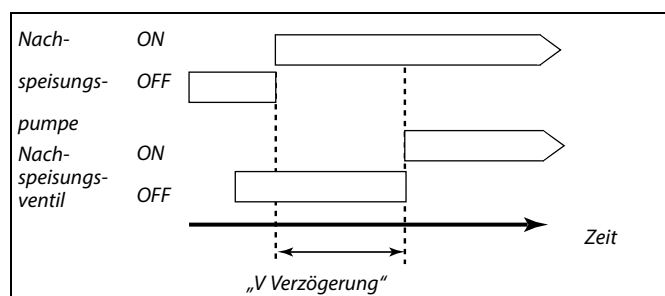 Nach- ON
speisungs- OFF
pumpe
Nach- ON
speisungs-
ventil OFF
Zeit
„V Verzögerung“